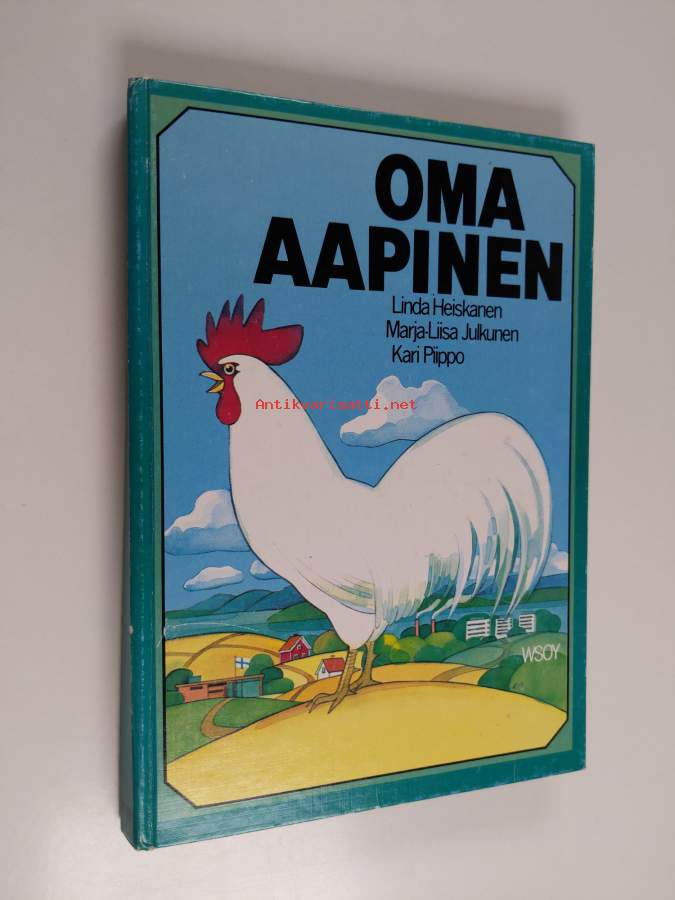 OMA
AAPINEN
Linda Heiskanen
Marja-Liisa Julkunen
Kari Piippo
Antikvariaatti.net
WSOY